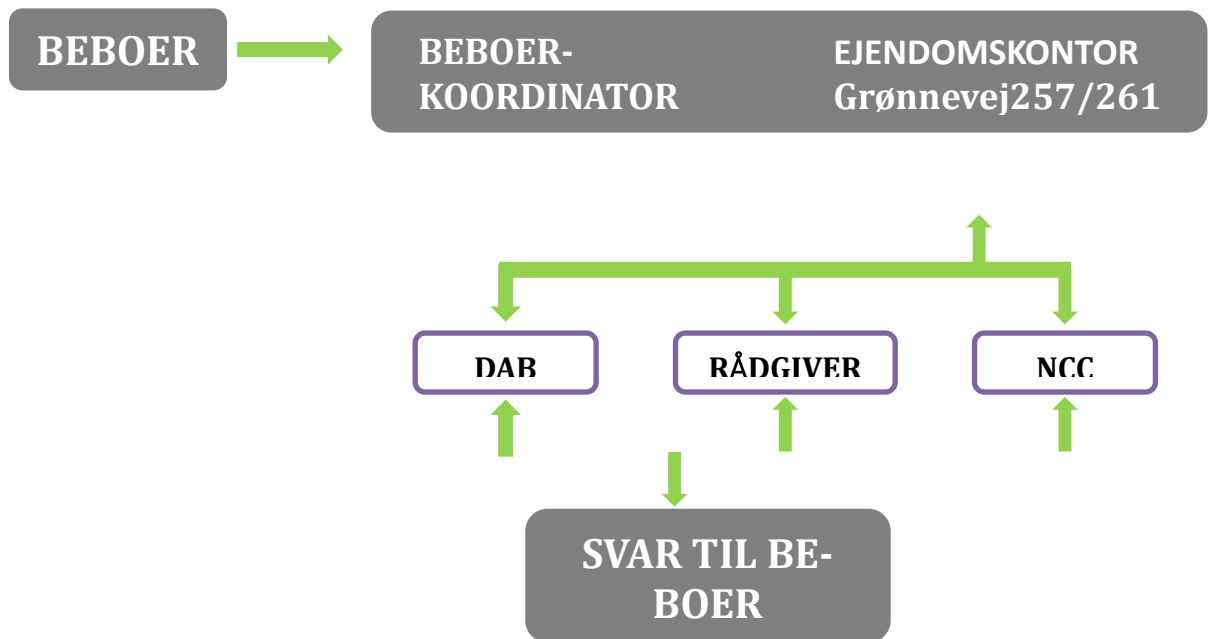 BEBOER
BEBOER-
KOORDINATOR
EJENDOMSKONTOR
Grønnevej257/261
DAB
RÅDGIVER
NCC
SVAR TIL BE-
BOER